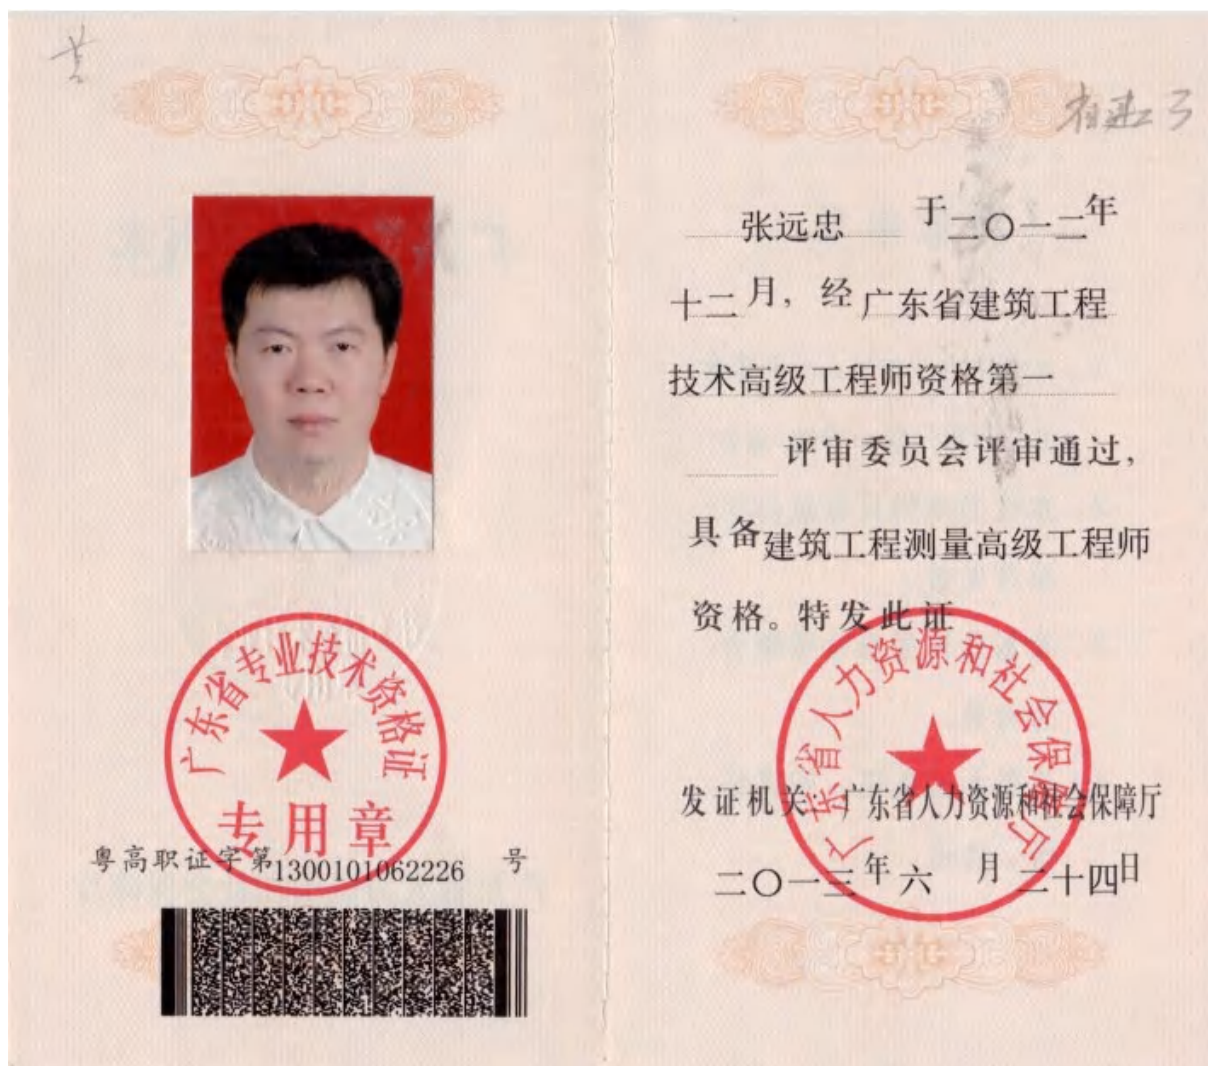 广东省专业技术资格证
专用章
粤高职证字第1300101062226号
张远忠 于二〇一二年
十二月，经广东省建筑工程
技术高级工程师资格第一
评审委员会评审通过，
具备建筑工程测量高级工程师
资格。特发此证
广东省人力资源和社会保障厅
发证机关：广东省人力资源和社会保障厅
二〇一三年六月二十四日